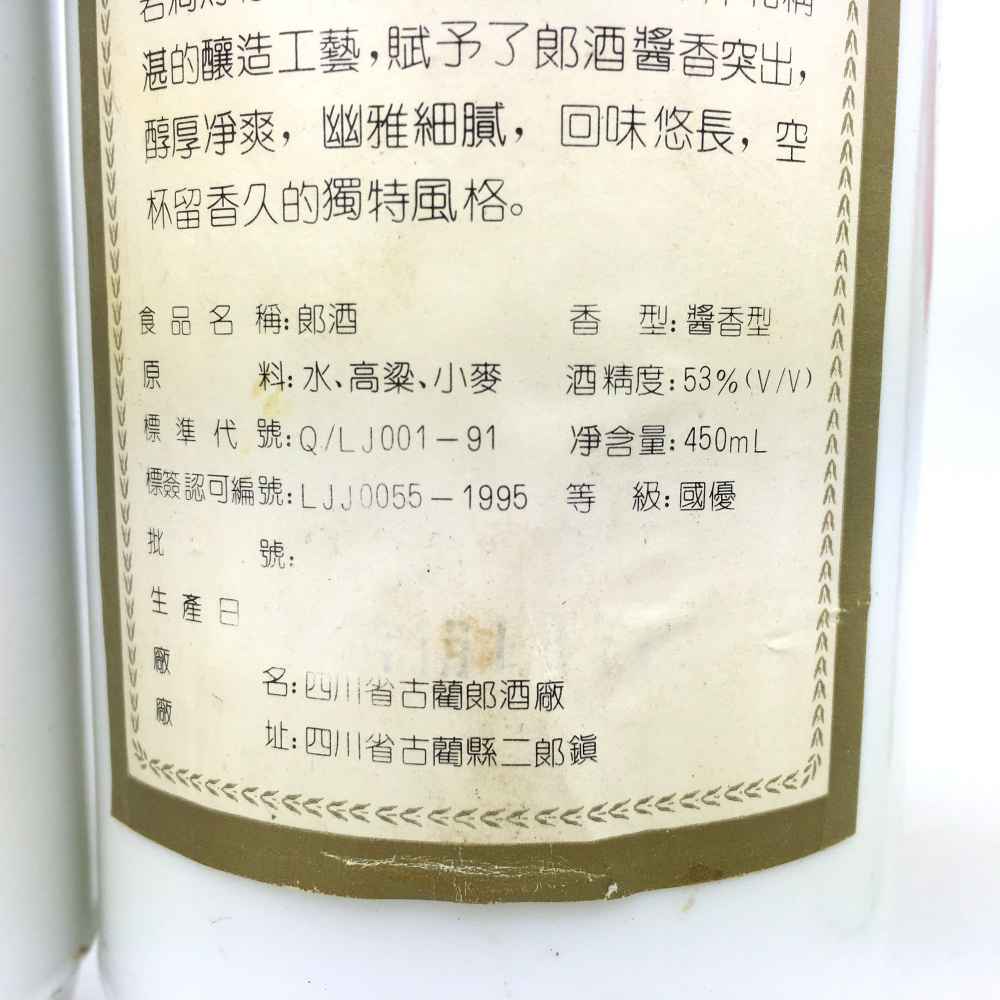 湛的釀造工藝，賦予了郎酒醬香突出，
醇厚凈爽，幽雅細膩，回味悠長，空
杯留香久的獨特風格。
食品名稱：郎酒 香型：醬香型
原料：水、高粱、小麥 酒精度：53%(V/V)
標準代號：Q/LJ001－91 凈含量：450mL
標簽認可編號：LJJ0055－1995 等級：國優
批號：
生產日
廠名：四川省古藺郎酒廠
廠址：四川省古藺縣二郎鎮